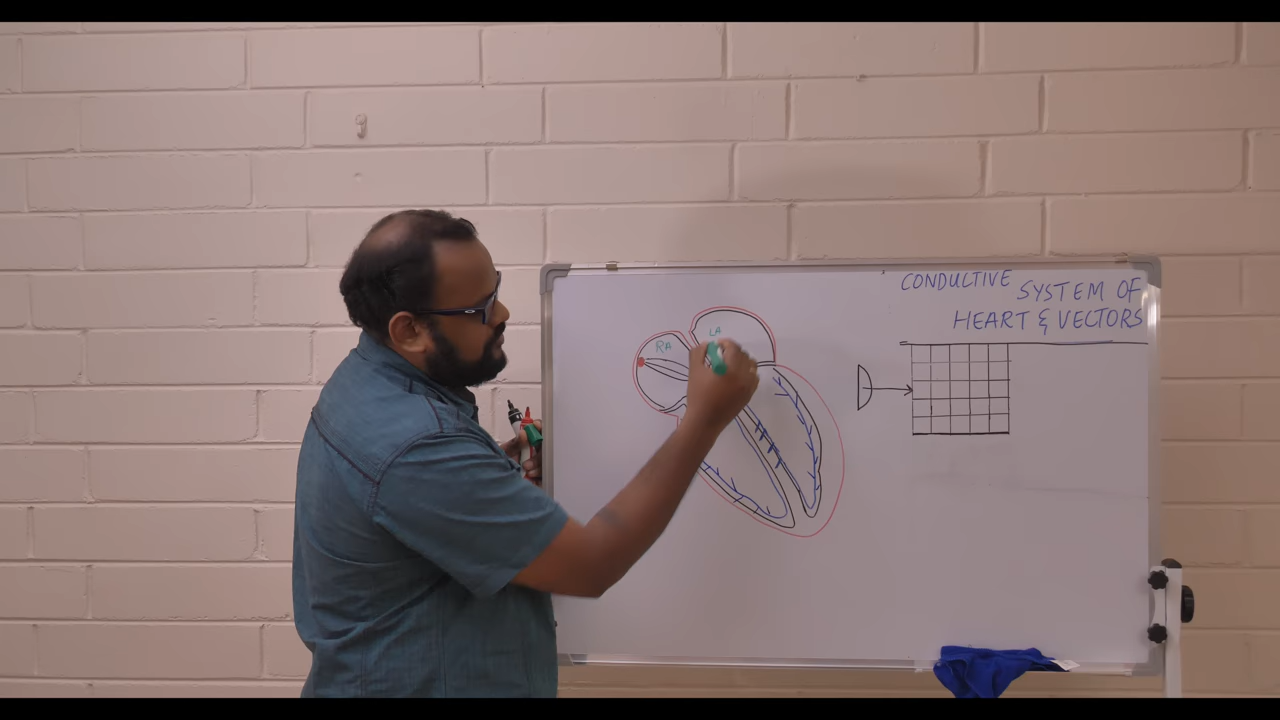 CONDUCTIVE
SYSTEM OF
HEART & VECTORS
RA
LA